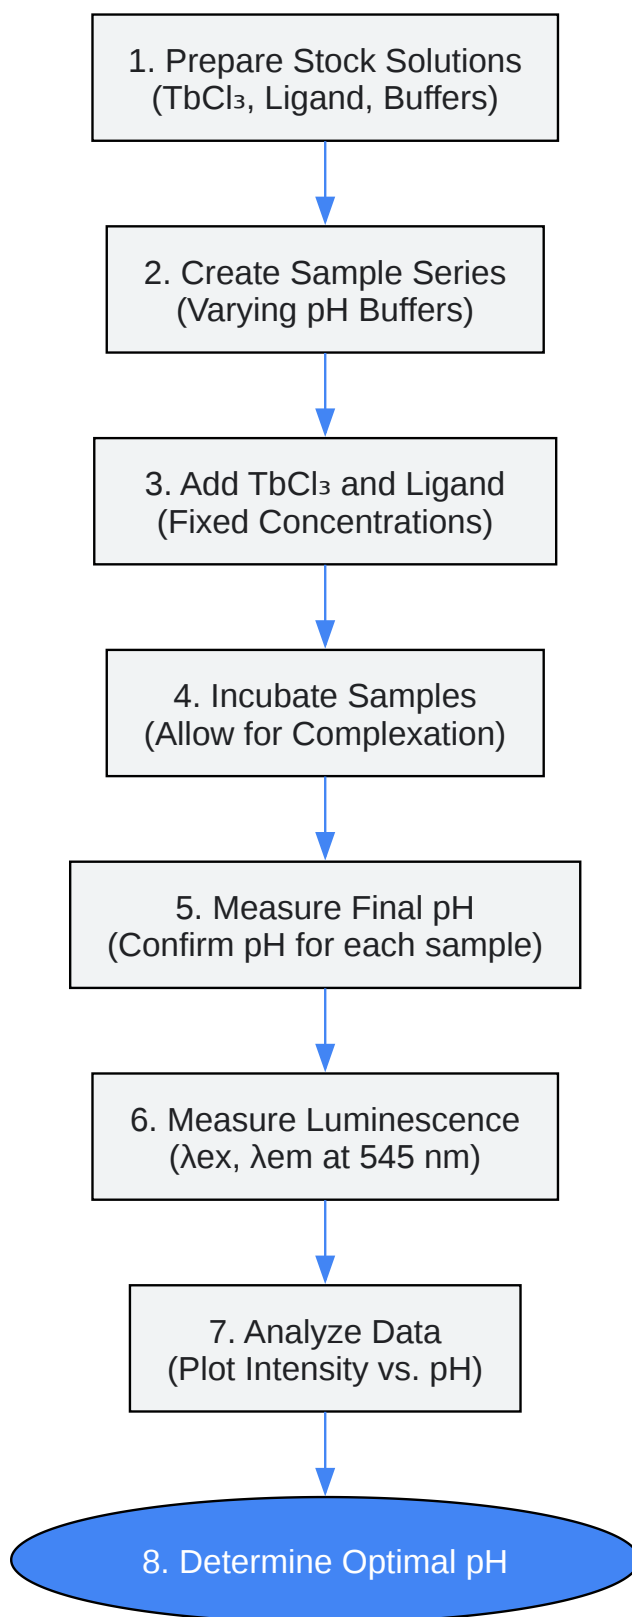 1. Prepare Stock Solutions
(TbCl₃, Ligand, Buffers)
2. Create Sample Series
(Varying pH Buffers)
3. Add TbCl₃ and Ligand
(Fixed Concentrations)
4. Incubate Samples
(Allow for Complexation)
5. Measure Final pH
(Confirm pH for each sample)
6. Measure Luminescence
(λex, λem at 545 nm)
7. Analyze Data
(Plot Intensity vs. pH)
8. Determine Optimal pH